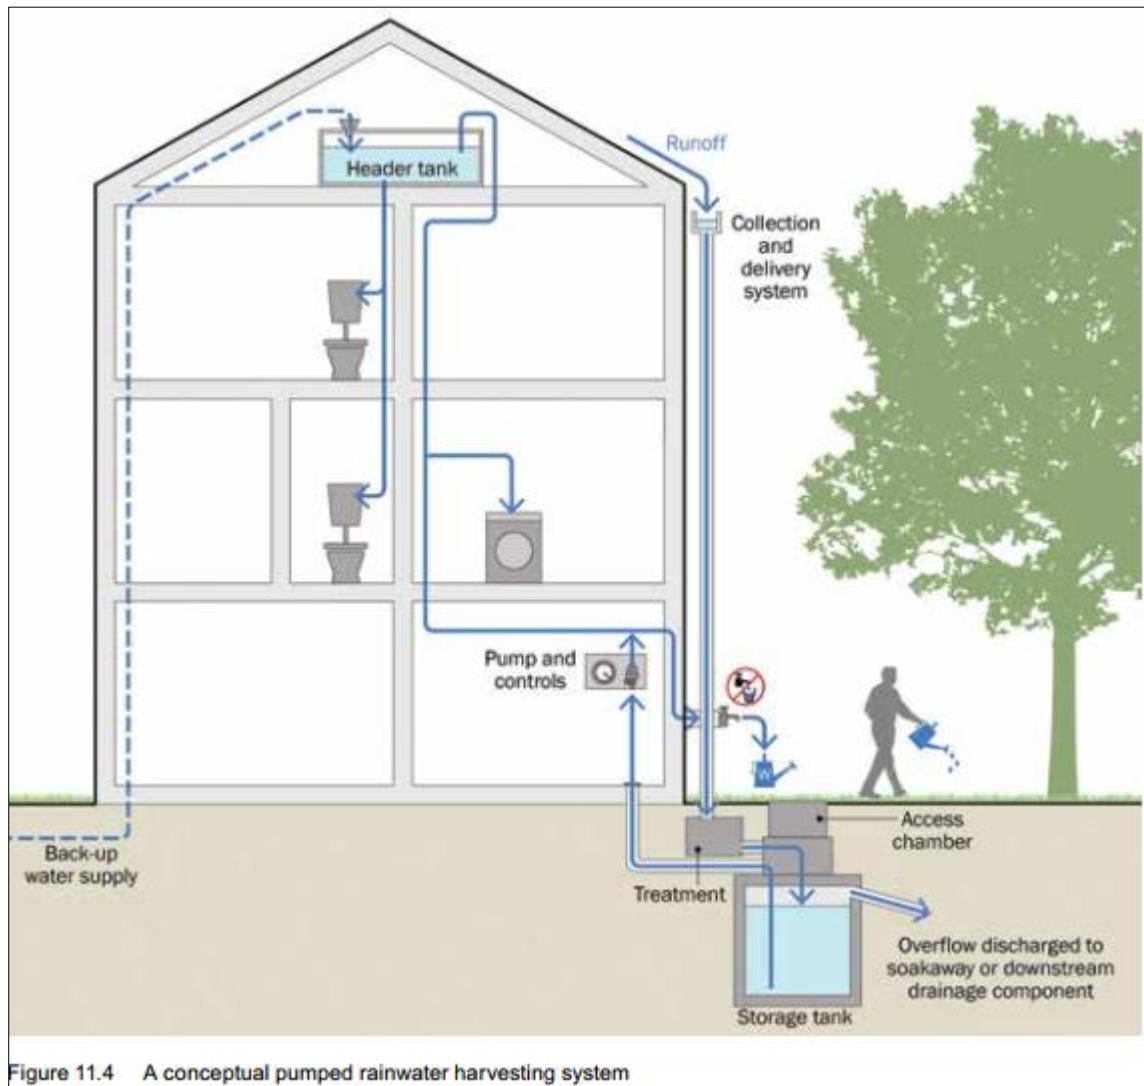 Header tank
Runoff
Collection
and
delivery
system
Pump and
controls
W
Back-up
water supply
Access
chamber
Treatment
Overflow discharged to
soakaway or downstream
drainage component
Storage tank
Figure 11.4 A conceptual pumped rainwater harvesting system